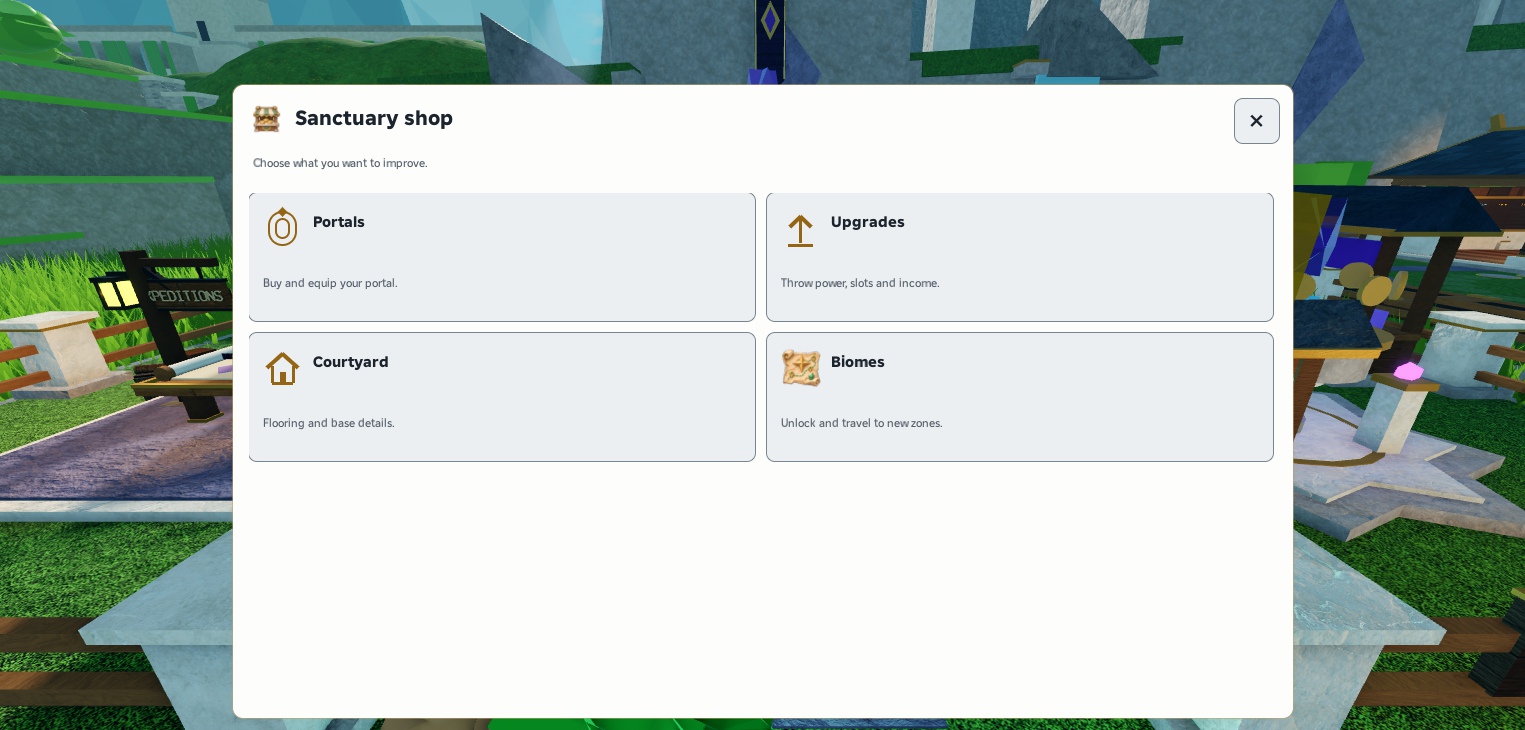 Sanctuary shop
Choose what you want to improve.
Portals
Buy and equip your portal.
Upgrades
Throw power, slots and income.
Courtyard
Flooring and base details.
Biomes
Unlock and travel to new zones.
XPEDITIONS